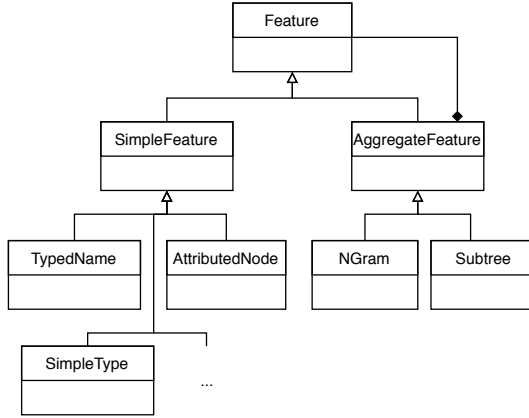 Feature
SimpleFeature
AggregateFeature
TypedName
AttributedNode
NGram
Subtree
SimpleType
...